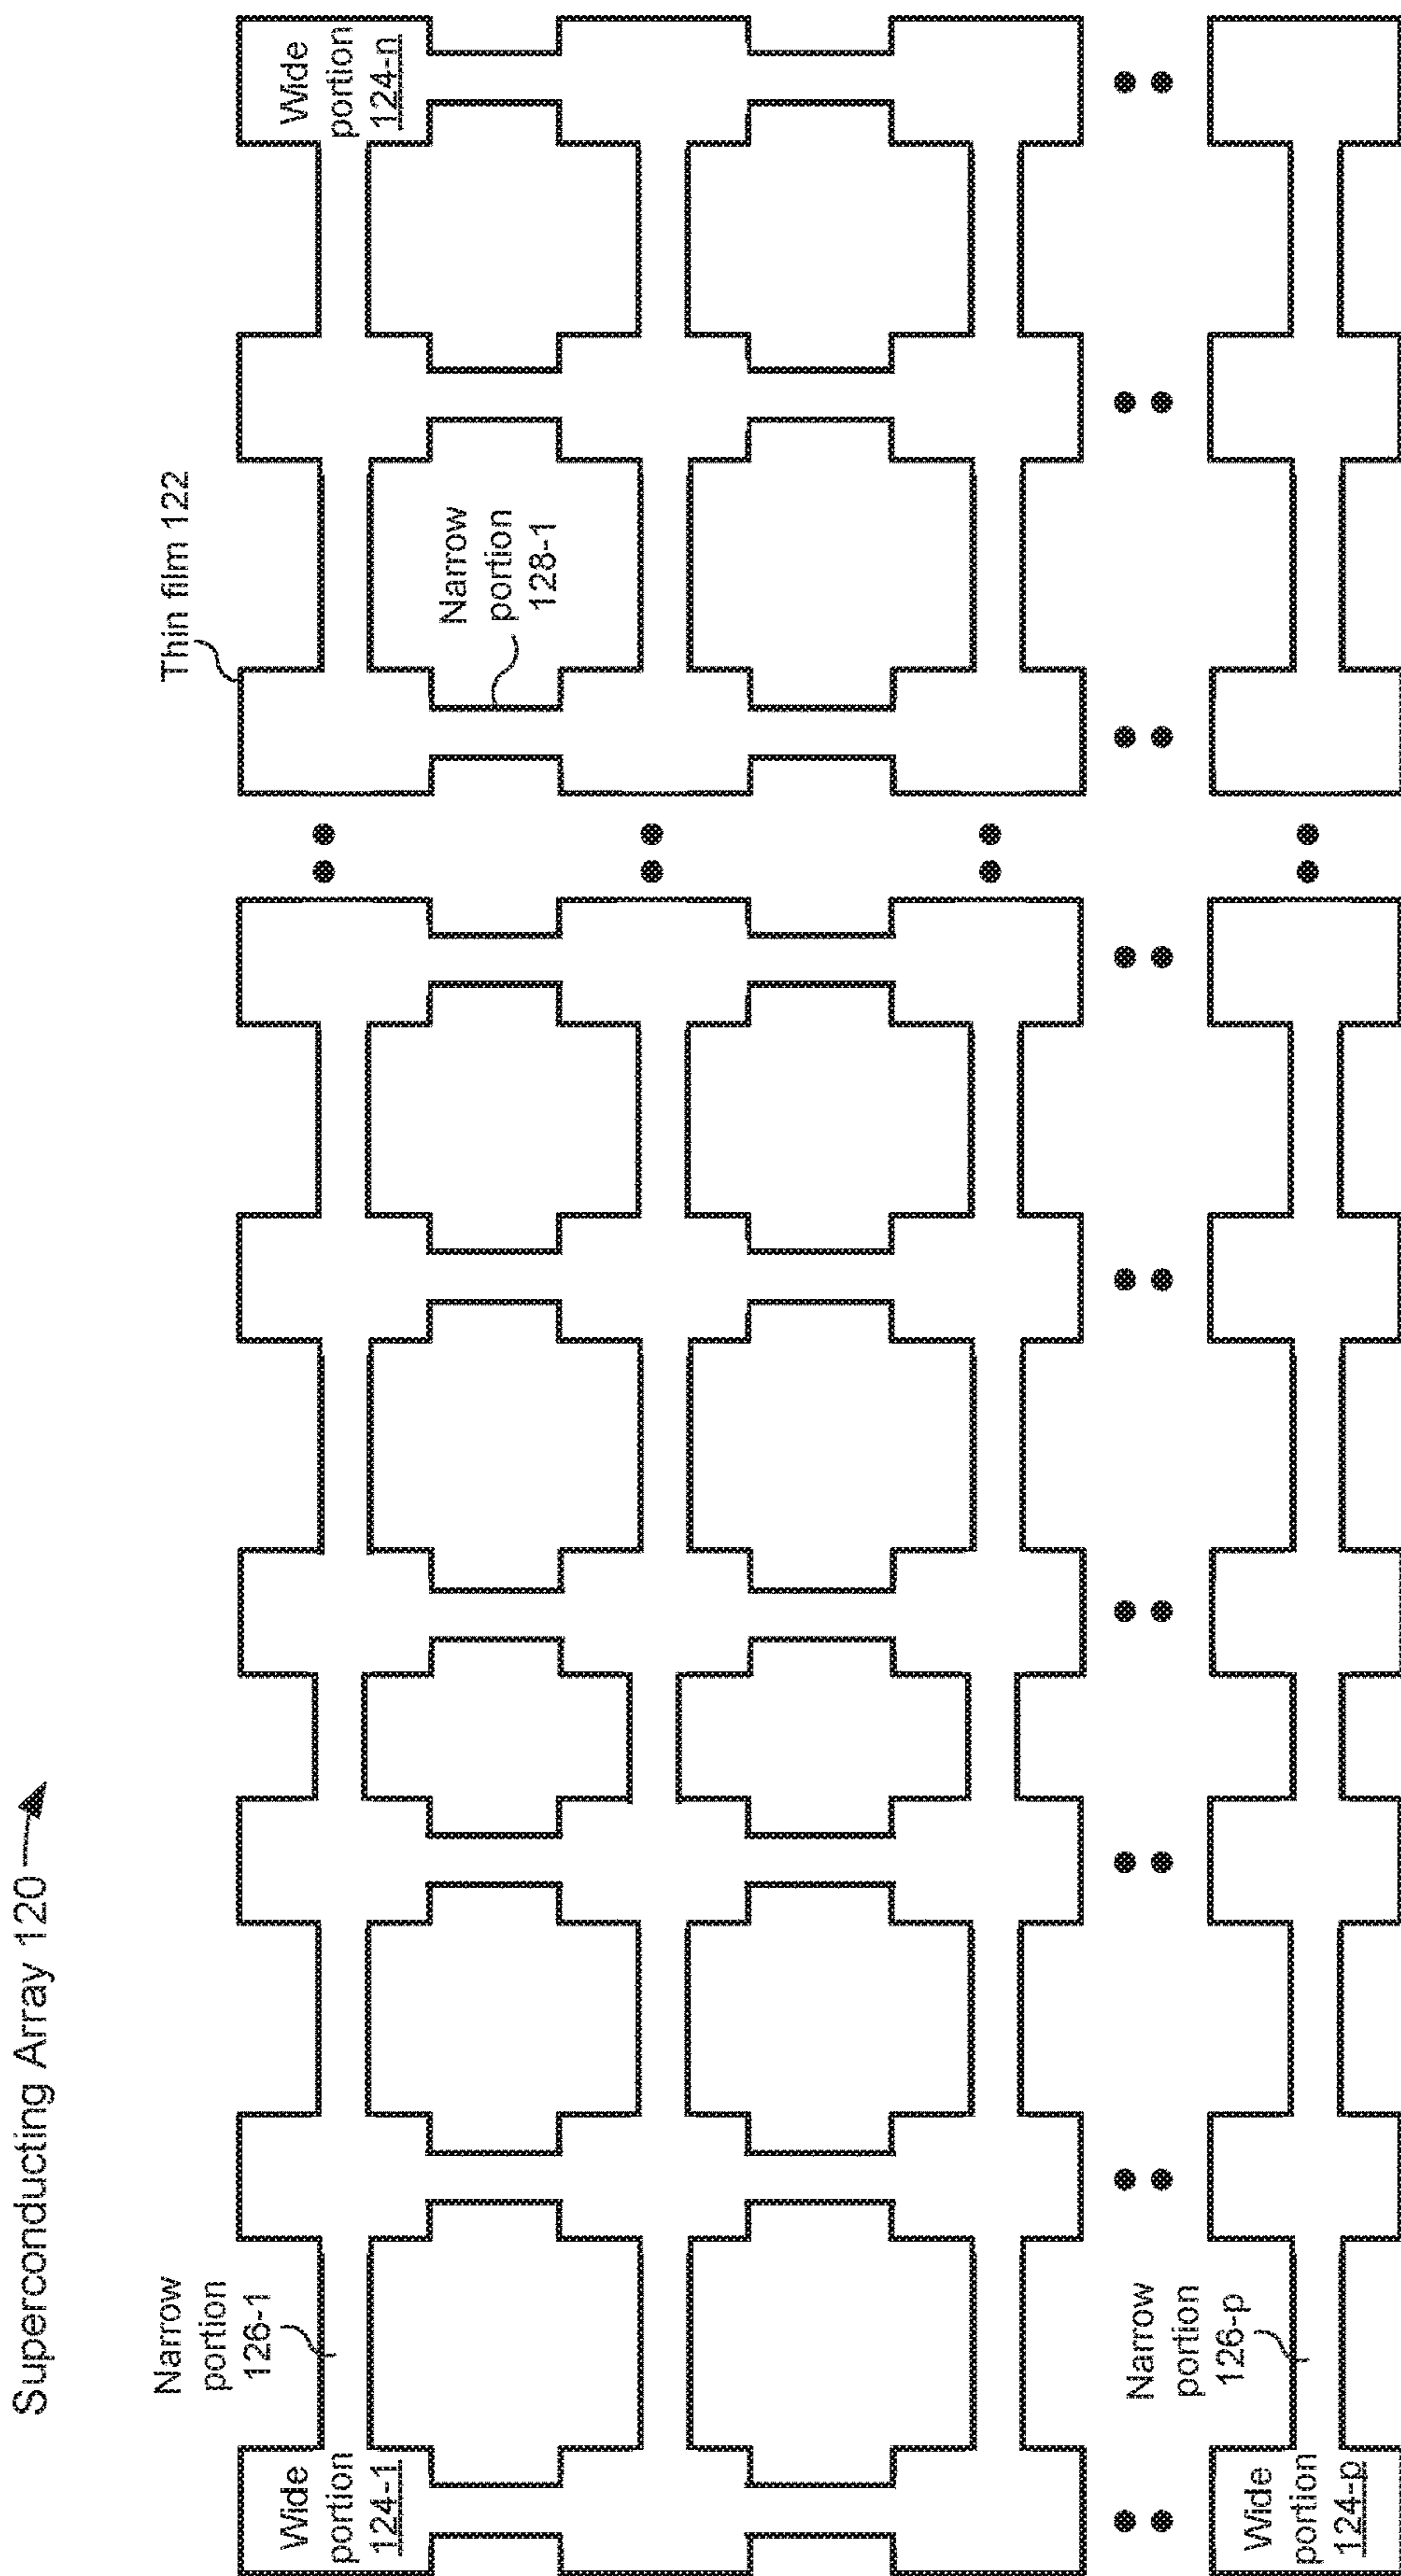 Superconducting Array 120
Narrow
portion
126-1
Thin film 122
Wide
portion
124-1
Narrow
portion
128-1
Wide
portion
124-n
Narrow
portion
126-p
Wide
portion
124-p